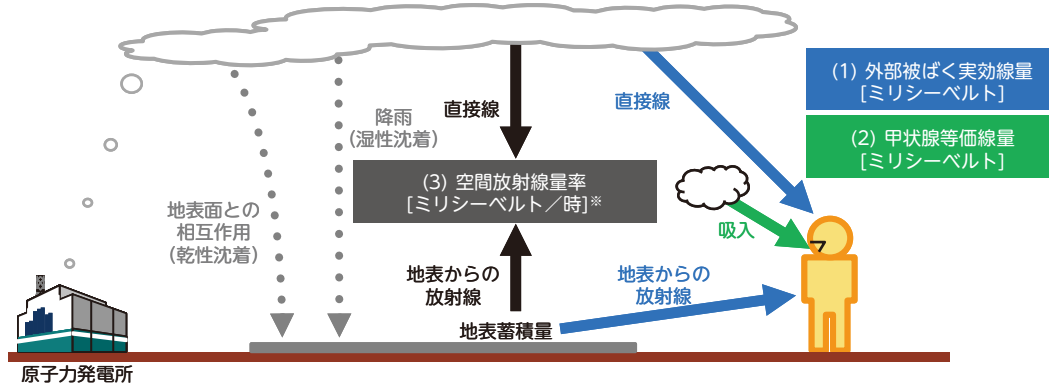 (1) 外部被ばく実効線量
[ミリシーベルト]
(2) 甲状腺等価線量
[ミリシーベルト]
直接線
直接線
降雨
（湿性沈着）
(3) 空間放射線量率
[ミリシーベルト／時]※
地表面との
相互作用
（乾性沈着）
吸入
地表からの
放射線
地表からの
放射線
地表蓄積量
原子力発電所